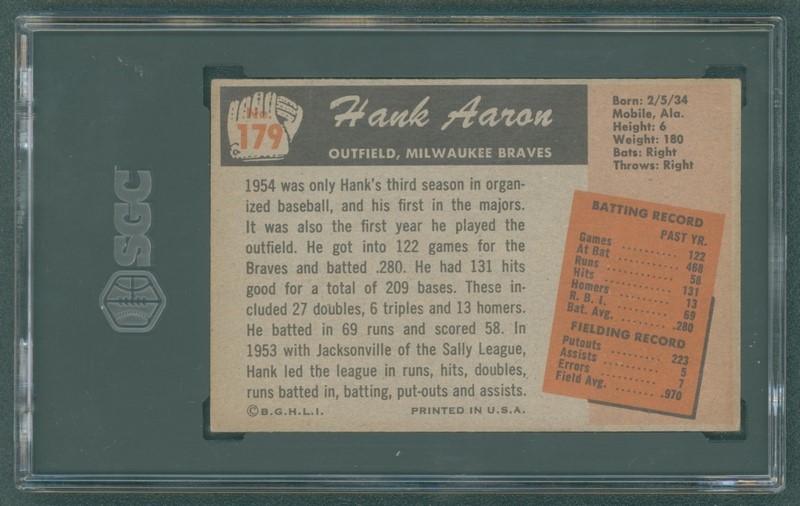 SGC
No.
179
Hank Aaron
OUTFIELD, MILWAUKEE BRAVES
Born: 2/5/34
Mobile, Ala.
Height: 6
Weight: 180
Bats: Right
Throws: Right
1954 was only Hank's third season in organ-
ized baseball, and his first in the majors.
It was also the first year he played the
outfield. He got into 122 games for the
Braves and batted .280. He had 131 hits
good for a total of 209 bases. These in-
cluded 27 doubles, 6 triples and 13 homers.
He batted in 69 runs and scored 58. In
1953 with Jacksonville of the Sally League,
Hank led the league in runs, hits, doubles,
runs batted in, batting, put-outs and assists.
©B.G.H.L.I. PRINTED IN U.S.A.
BATTING RECORD
PAST YR.
Games .......... 122
At Bat .......... 468
Runs .......... 58
Hits .......... 131
Homers .......... 13
R. B. I. .......... 69
Bat. Avg. .......... .280
FIELDING RECORD
Putouts .......... 223
Assists .......... 5
Errors .......... 7
Field Avg. .......... .970